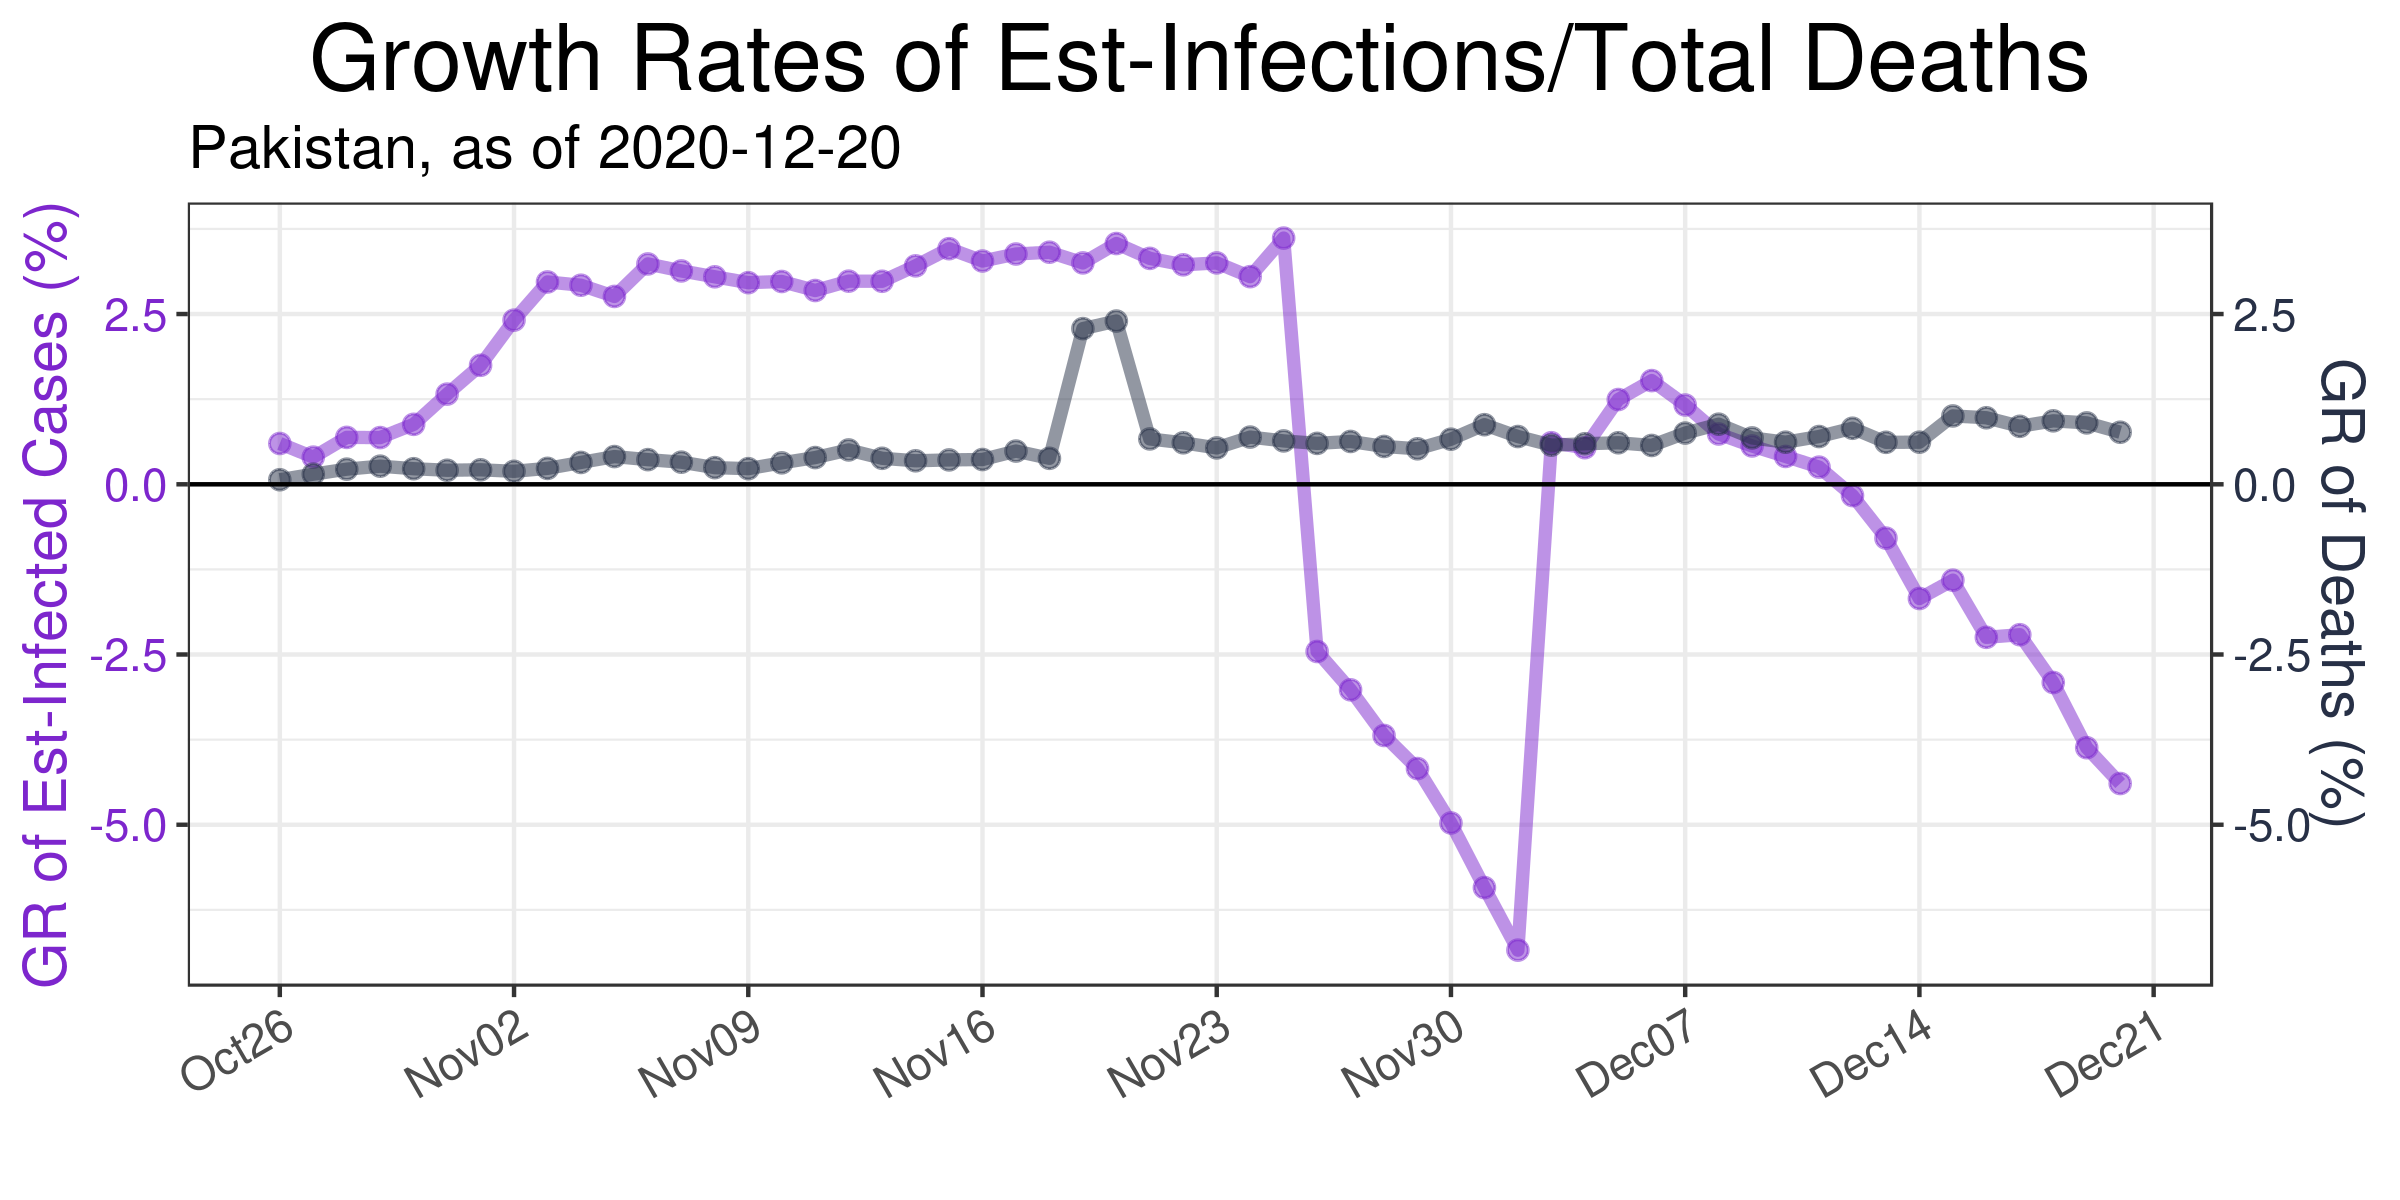 Growth Rates of Est-Infections/Total Deaths
Pakistan, as of 2020-12-20
GR of Est-Infected Cases (%)
2.5
0.0
-2.5
-5.0
2.5
0.0
-2.5
-5.0
GR of Deaths (%)
Oct26 Nov02 Nov09 Nov16 Nov23 Nov30 Dec07 Dec14 Dec21